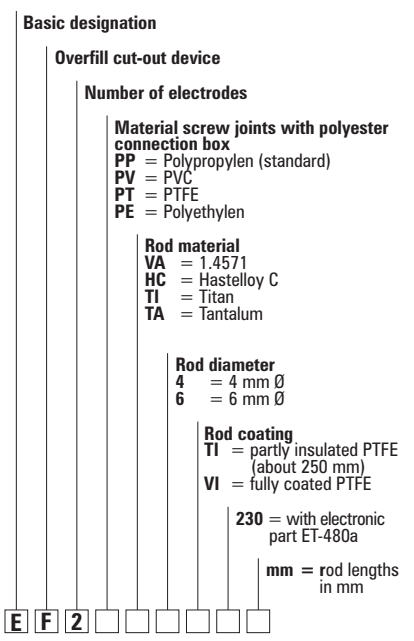 Basic designation
Overfill cut-out device
Number of electrodes
Material screw joints with polyester
connection box
PP = Polypropylen (standard)
PV = PVC
PT = PTFE
PE = Polyethylen
Rod material
VA = 1.4571
HC = Hastelloy C
TI = Titan
TA = Tantalum
Rod diameter
4 = 4 mm Ø
6 = 6 mm Ø
Rod coating
TI = partly insulated PTFE
(about 250 mm)
VI = fully coated PTFE
230 = with electronic
part ET-480a
mm = rod lengths
in mm
E F 2